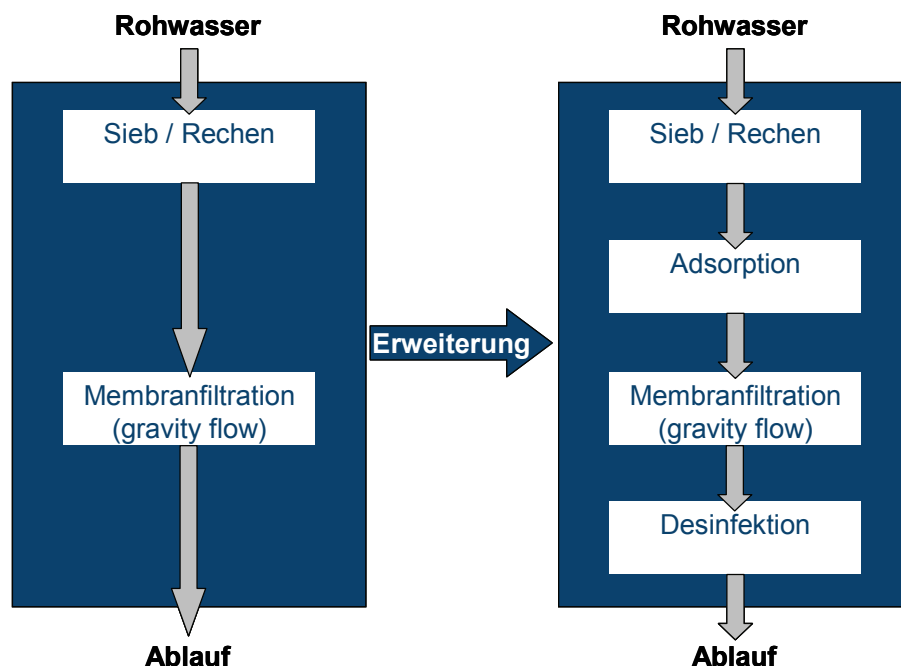 Rohwasser
Sieb / Rechen
Membranfiltration
(gravity flow)
Ablauf
Erweiterung
Rohwasser
Sieb / Rechen
Adsorption
Membranfiltration
(gravity flow)
Desinfektion
Ablauf